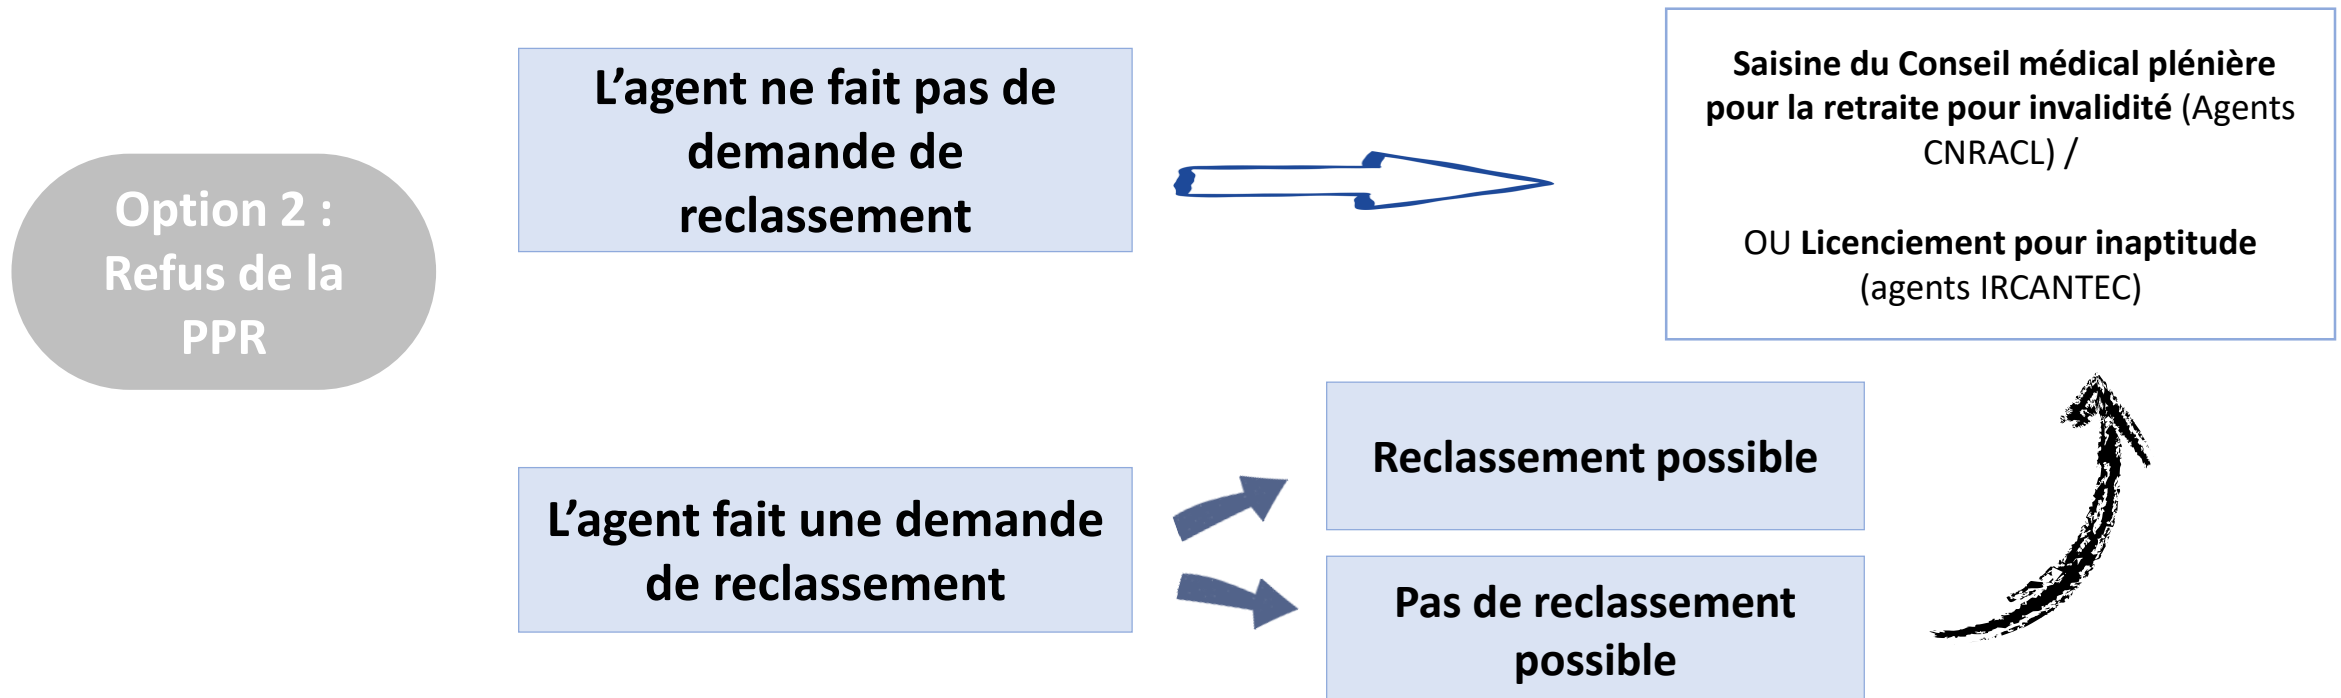 Option 2 :
Refus de la
PPR
L’agent ne fait pas de
demande de
reclassement
Saisine du Conseil médical plénière
pour la retraite pour invalidité (Agents
CNRACL) /
OU Licenciement pour inaptitude
(agents IRCANTEC)
L’agent fait une demande
de reclassement
Reclassement possible
Pas de reclassement
possible